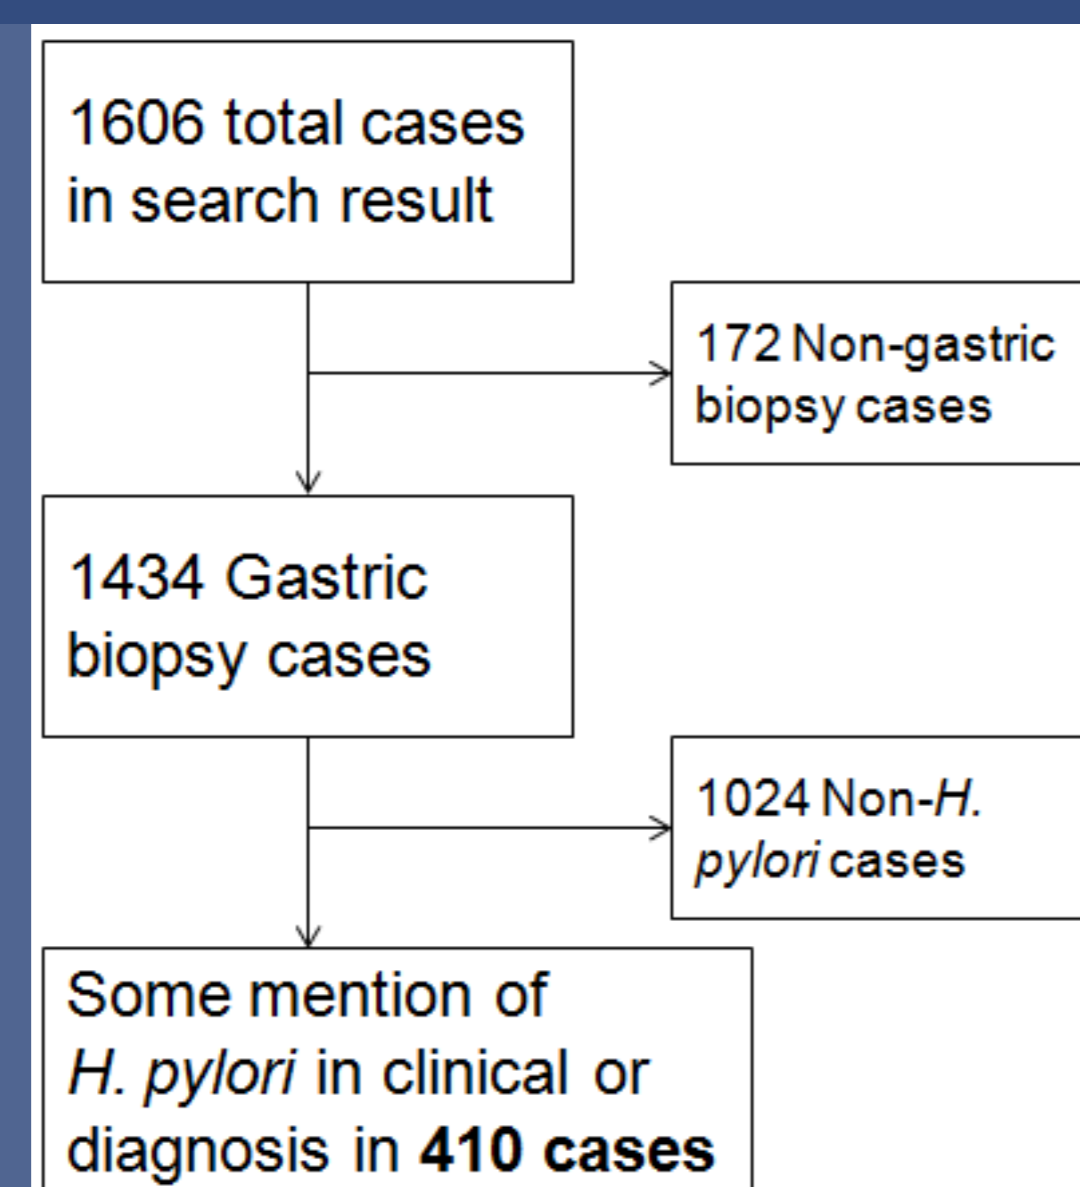 1606 total cases
in search result
172 Non-gastric
biopsy cases
1434 Gastric
biopsy cases
1024 Non-H.
pylori cases
Some mention of
H. pylori in clinical or
diagnosis in 410 cases